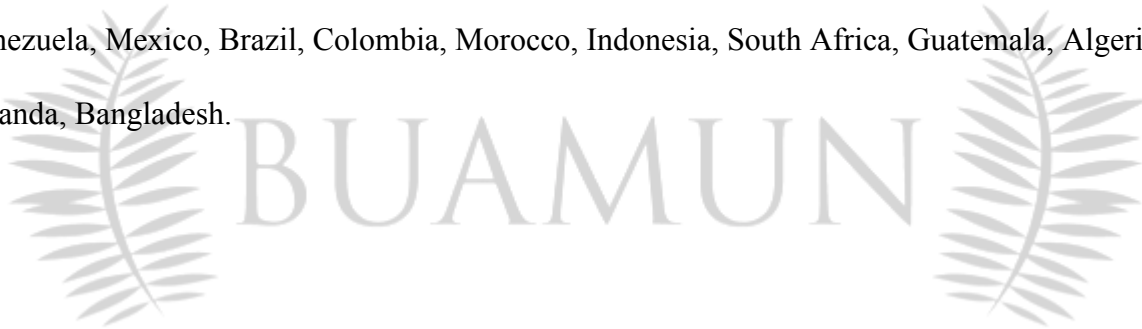 nezuela, Mexico, Brazil, Colombia, Morocco, Indonesia, South Africa, Guatemala, Algeri
anda, Bangladesh.
BUAMUN